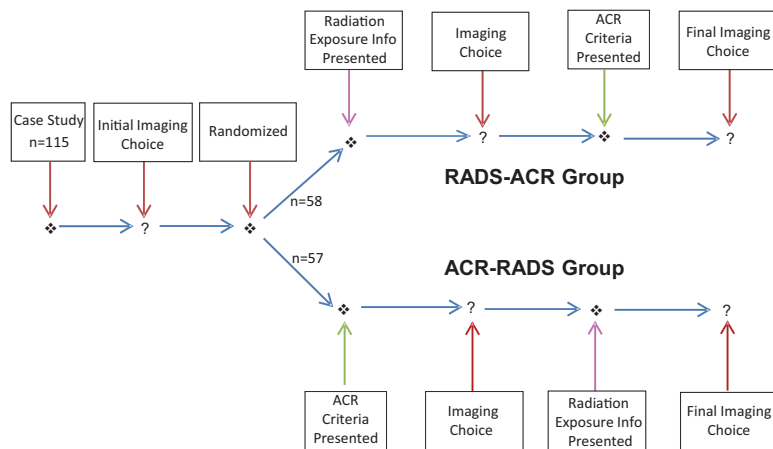 Radiation
Exposure Info
Presented
Imaging
Choice
ACR
Criteria
Presented
Final Imaging
Choice
Case Study
n=115
Initial Imaging
Choice
Randomized
?
?
RADS-ACR Group
n=58
?
n=57
ACR-RADS Group
?
?
ACR
Criteria
Presented
Imaging
Choice
Radiation
Exposure Info
Presented
Final Imaging
Choice